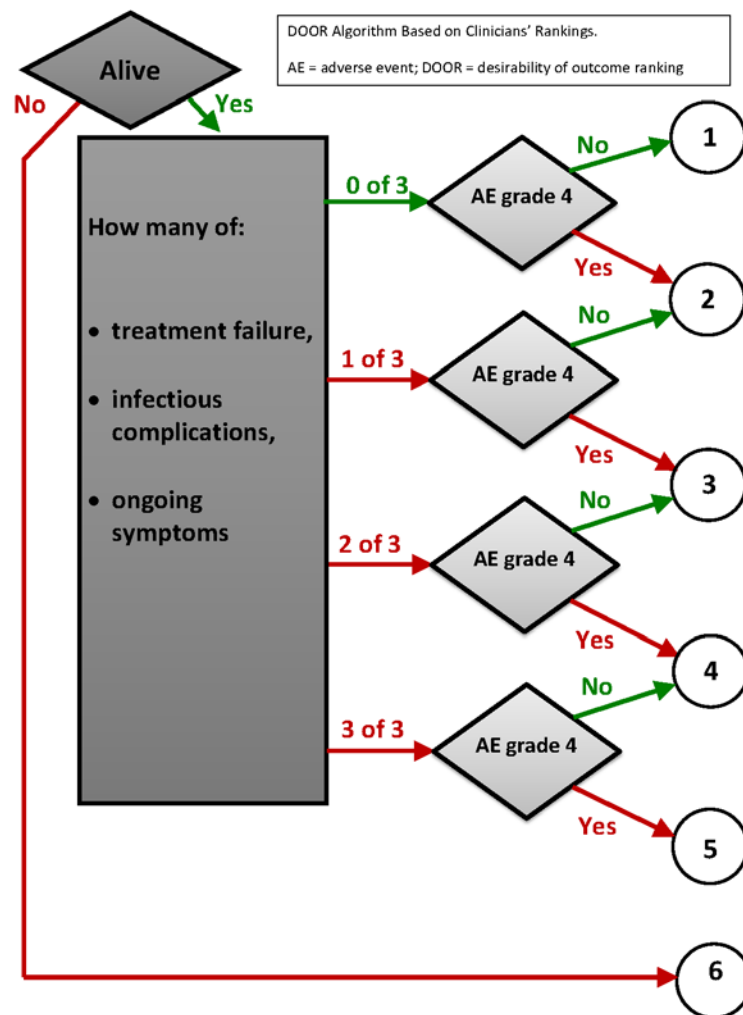 DOOR Algorithm Based on Clinicians' Rankings.
AE = adverse event; DOOR = desirability of outcome ranking
Alive
No
Yes
How many of:
• treatment failure,
• infectious
complications,
• ongoing
symptoms
0 of 3
AE grade 4
No
1
Yes
2
1 of 3
AE grade 4
No
Yes
3
2 of 3
AE grade 4
No
Yes
4
3 of 3
AE grade 4
No
Yes
5
6